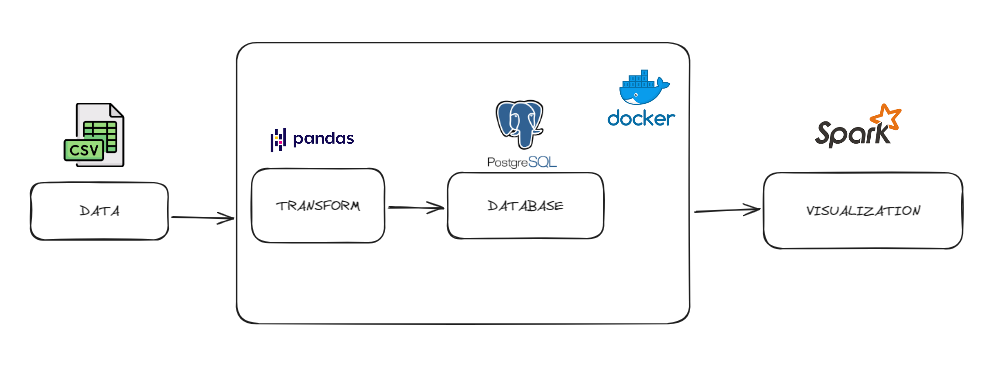 CSV
DATA
pandas
TRANSFORM
PostgreSQL
DATABASE
docker
Spark
VISUALIZATION